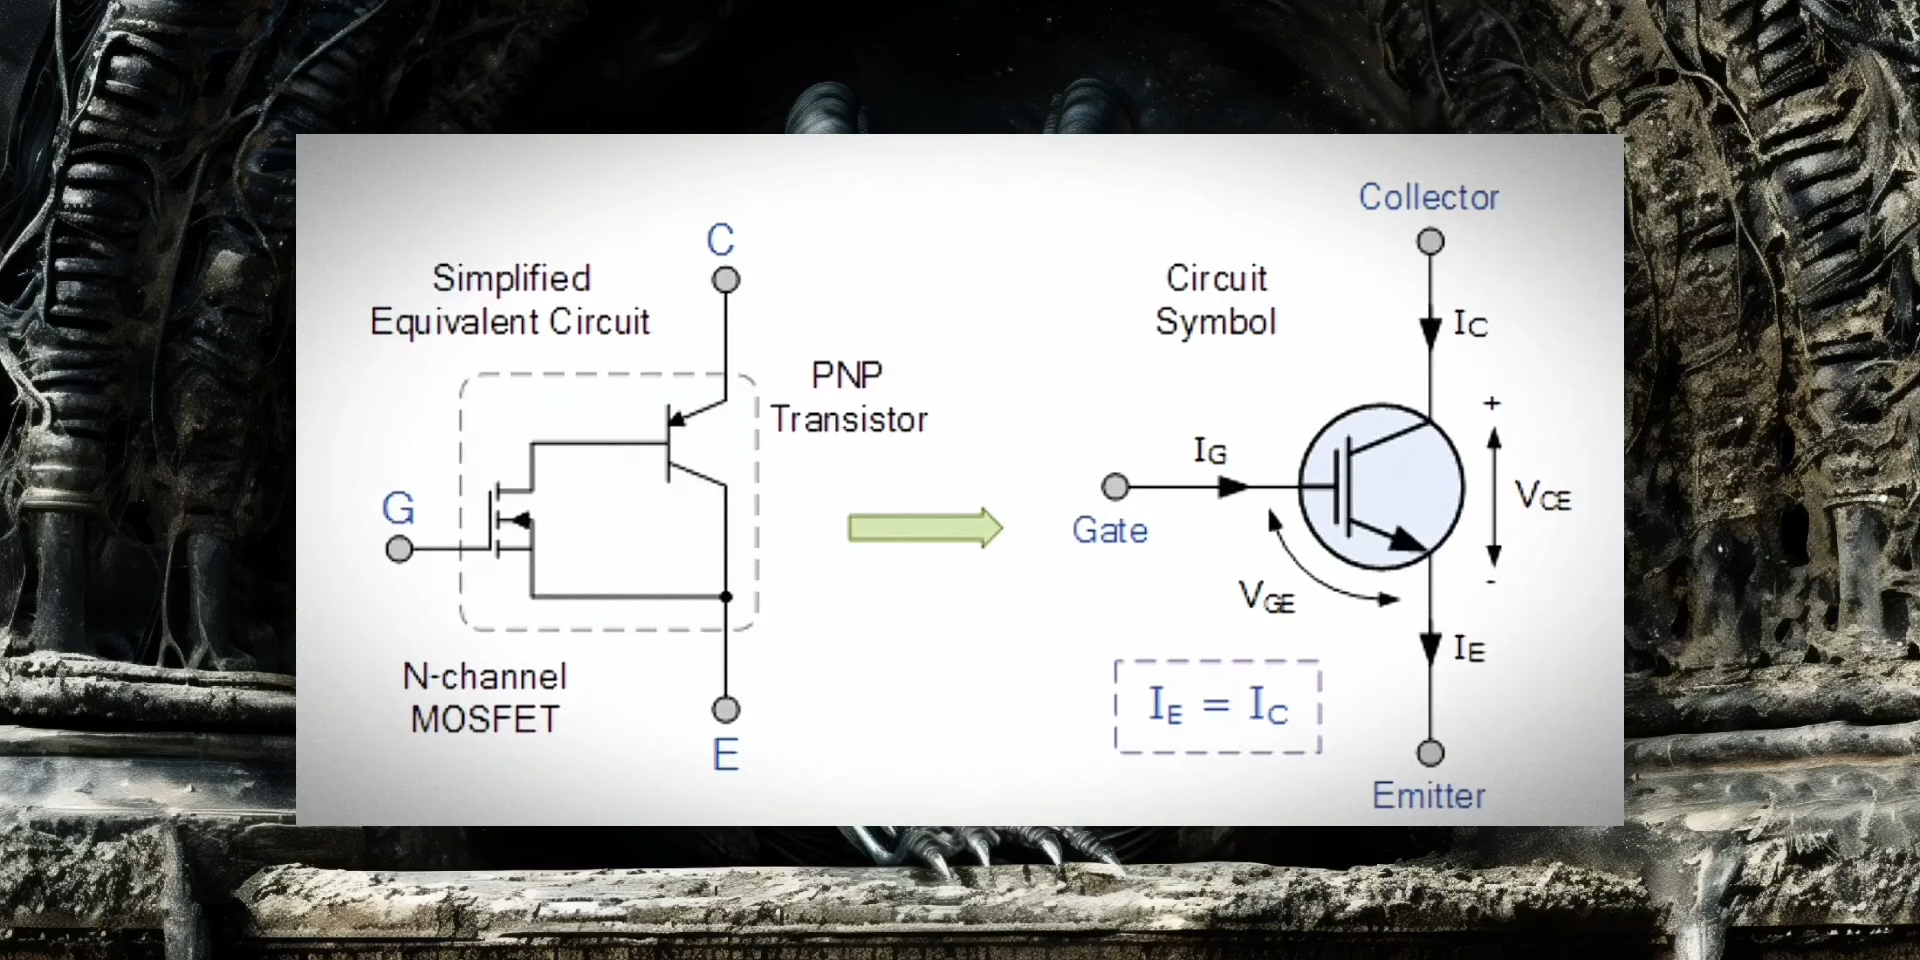 Simplified
Equivalent Circuit
C
PNP
Transistor
G
N-channel
MOSFET
E
Circuit
Symbol
Collector
IC
+
IG
VCE
Gate
-
VGE
IE
IE = IC
Emitter